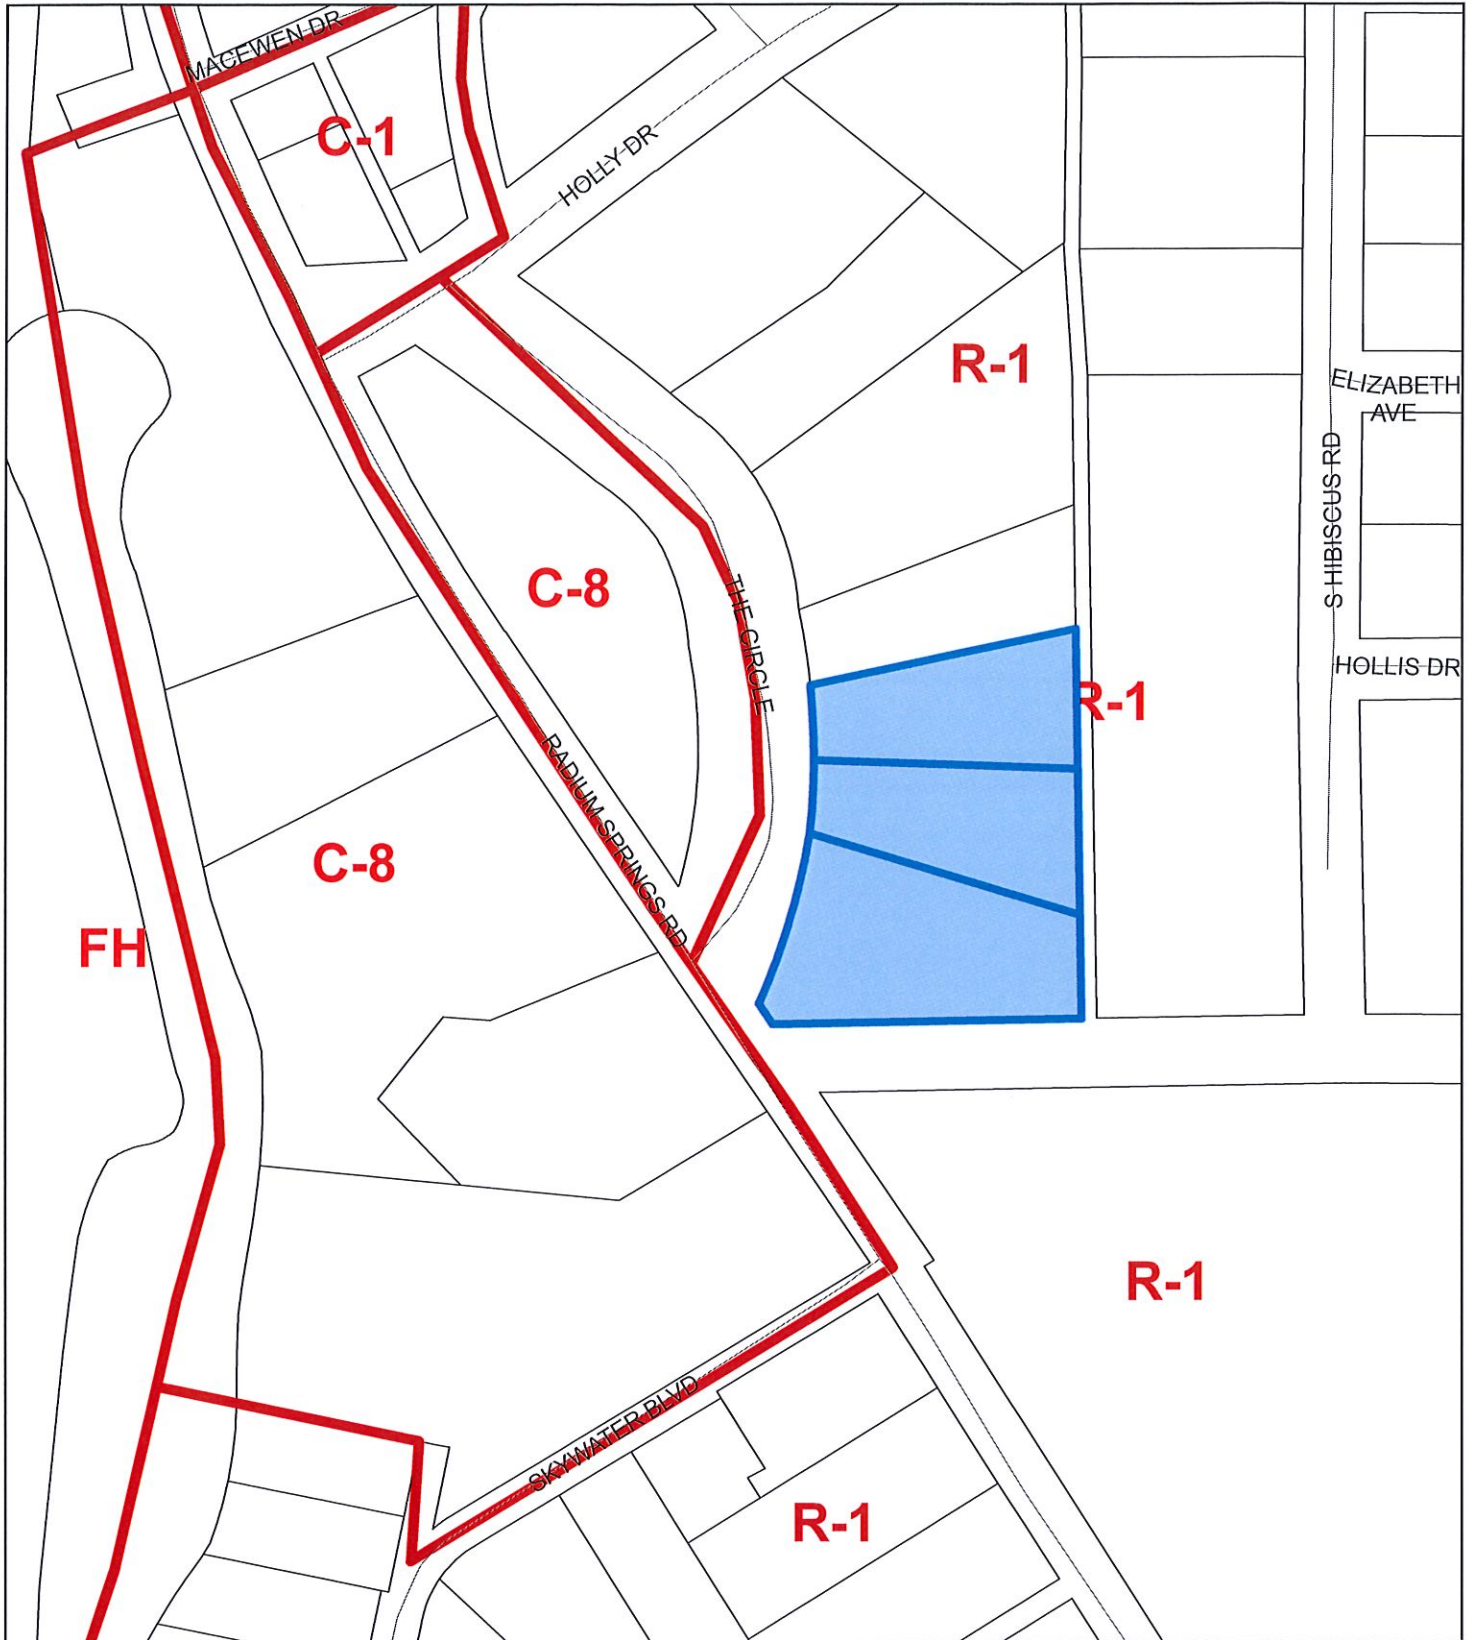 MACEWEN DR
C-1
HOLLY DR
R-1
ELIZABETH
AVE
S HIBISCUS RD
C-8
THE CIRCLE
HOLLIS DR
R-1
RADIUM SPRINGS RD
C-8
FH
R-1
SKYWATER BLVD
R-1